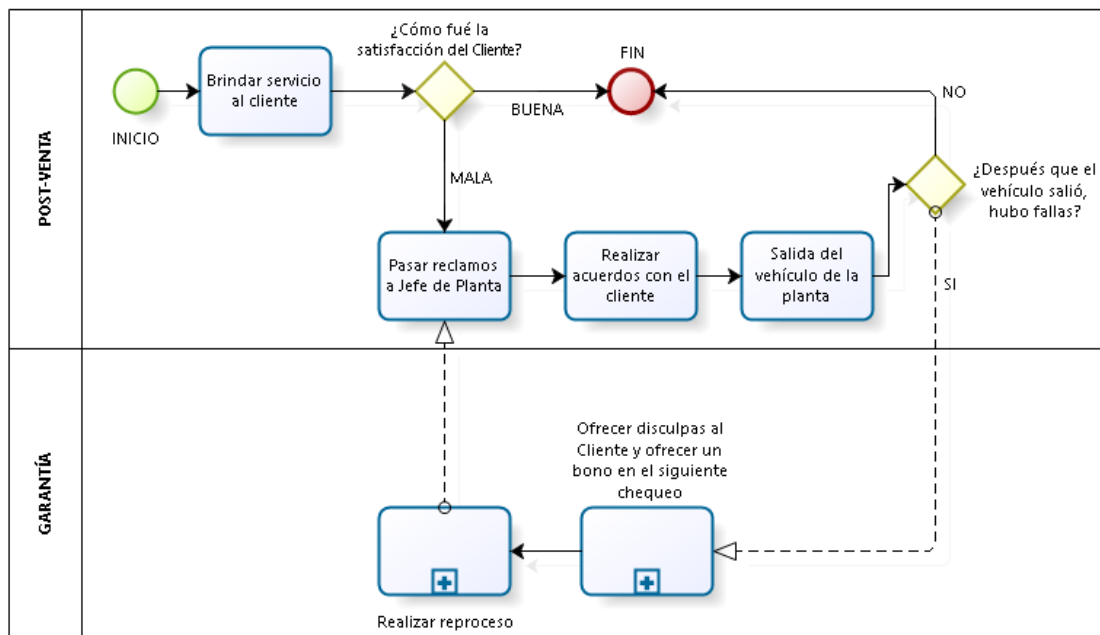 POST-VENTA
INICIO
Brindar servicio
al cliente
¿Cómo fué la
satisfacción del Cliente?
BUENA
MALA
FIN
NO
¿Después que el
vehículo salió,
hubo fallas?
SI
Pasar reclamos
a Jefe de Planta
Realizar
acuerdos con el
cliente
Salida del
vehículo de la
planta
GARANTÍA
Ofrecer disculpas al
Cliente y ofrecer un
bono en el siguiente
chequeo
Realizar reproceso